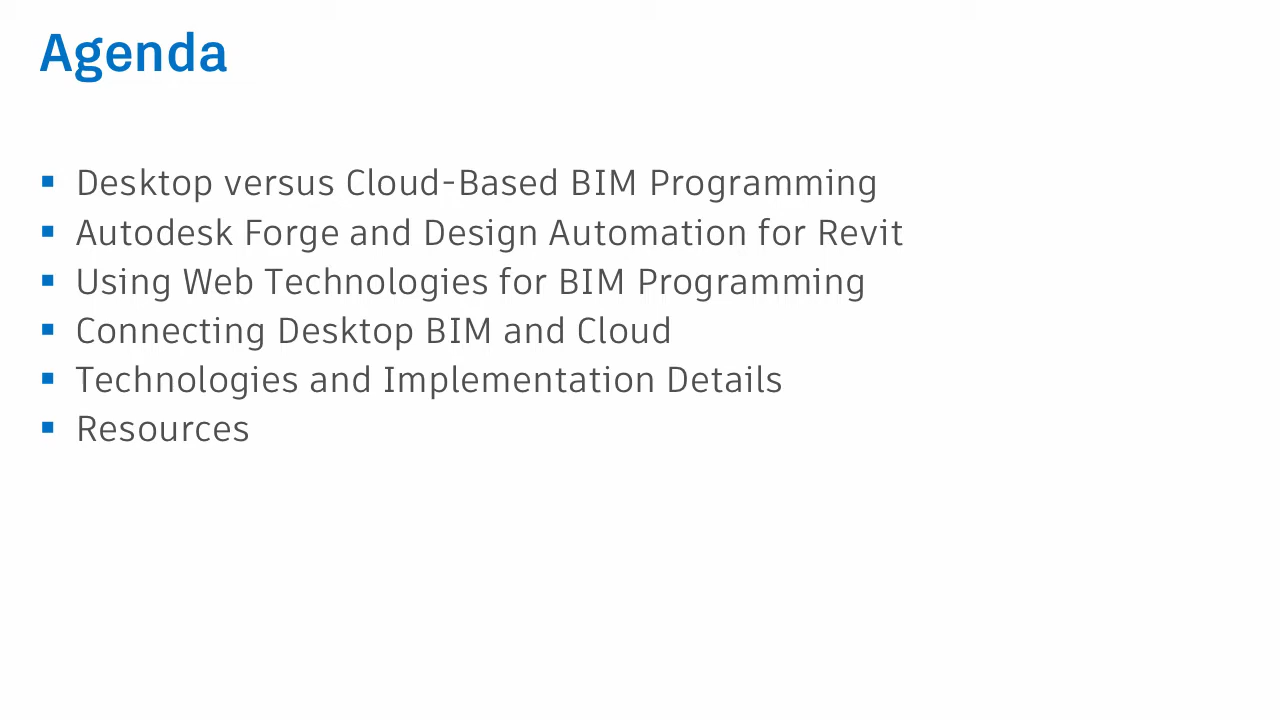 Agenda
Desktop versus Cloud-Based BIM Programming
Autodesk Forge and Design Automation for Revit
Using Web Technologies for BIM Programming
Connecting Desktop BIM and Cloud
Technologies and Implementation Details
Resources